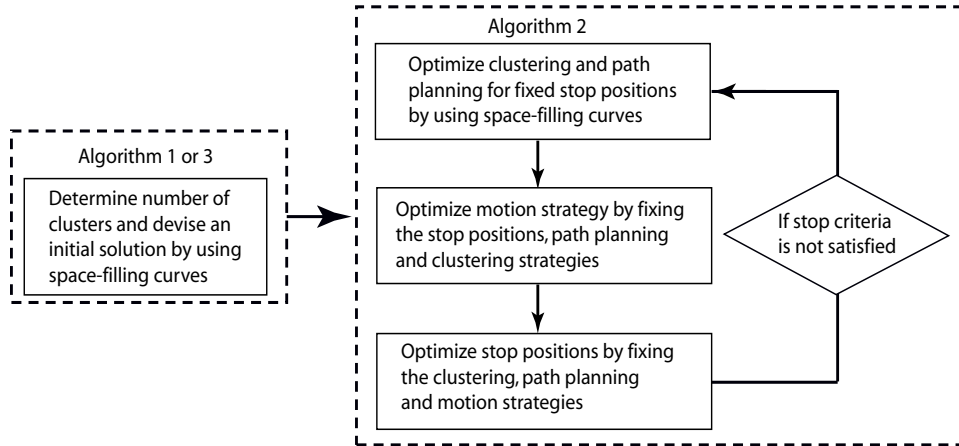 Algorithm 1 or 3
Determine number of
clusters and devise an
initial solution by using
space-filling curves
Algorithm 2
Optimize clustering and path
planning for fixed stop positions
by using space-filling curves
Optimize motion strategy by fixing
the stop positions, path planning
and clustering strategies
Optimize stop positions by fixing
the clustering, path planning
and motion strategies
If stop criteria
is not satisfied